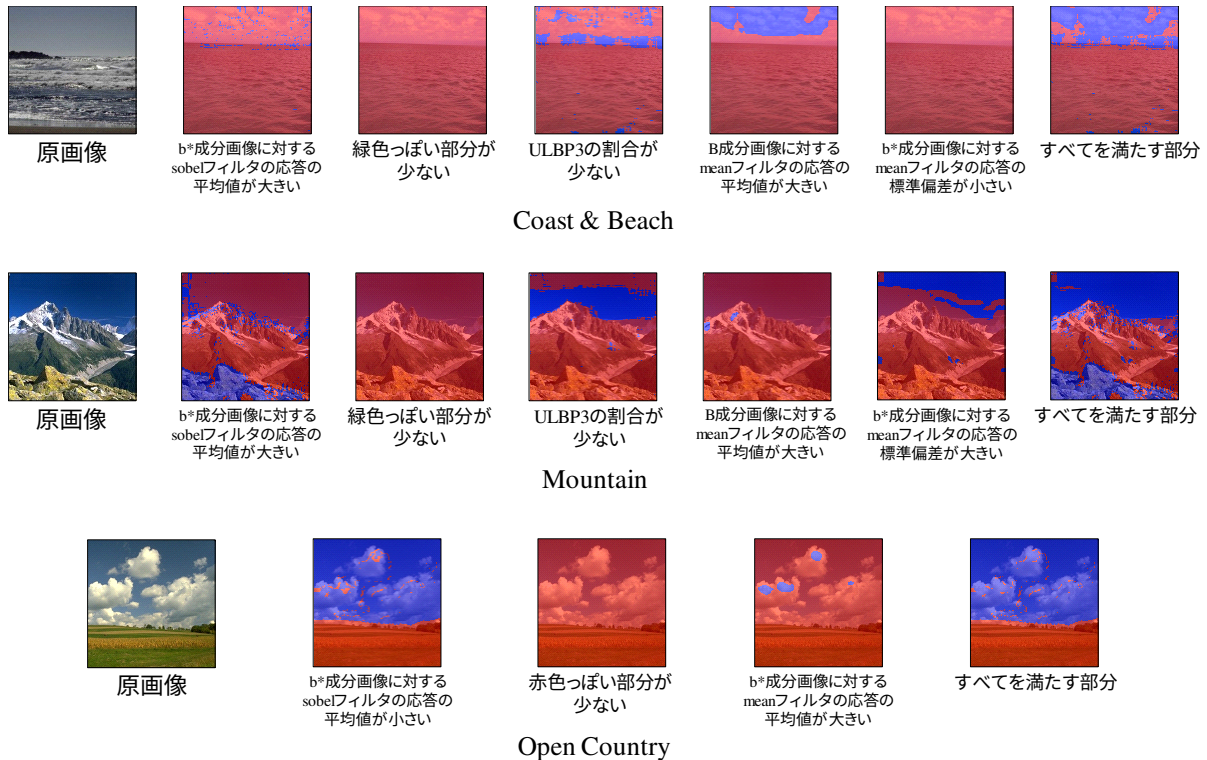 原画像
b*成分画像に対する
sobelフィルタの応答の
平均値が大きい
緑色っぽい部分が
少ない
ULBP3の割合が
少ない
B成分画像に対する
meanフィルタの応答の
平均値が大きい
b*成分画像に対する
meanフィルタの応答の
標準偏差が小さい
すべてを満たす部分
Coast & Beach
原画像
b*成分画像に対する
sobelフィルタの応答の
平均値が大きい
緑色っぽい部分が
少ない
ULBP3の割合が
少ない
B成分画像に対する
meanフィルタの応答の
平均値が大きい
b*成分画像に対する
meanフィルタの応答の
標準偏差が大きい
すべてを満たす部分
Mountain
原画像
b*成分画像に対する
sobelフィルタの応答の
平均値が小さい
赤色っぽい部分が
少ない
b*成分画像に対する
meanフィルタの応答の
平均値が大きい
すべてを満たす部分
Open Country